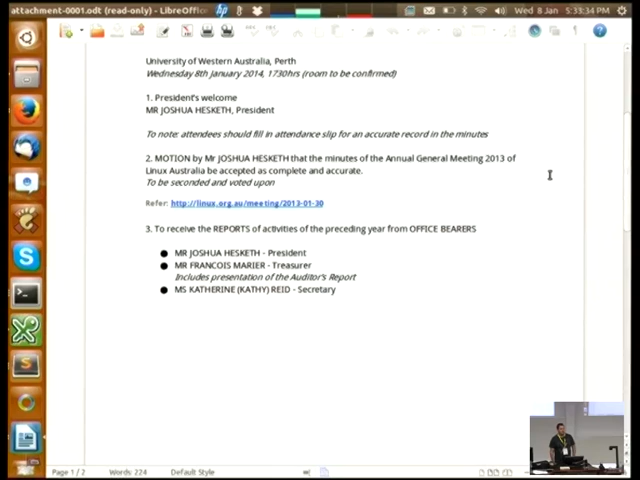 attachment-0001.odt (read-only) - LibreOffic
Wed 8 Jan 5:33:34 PM
University of Western Australia, Perth
Wednesday 8th January 2014, 1730hrs (room to be confirmed)
1. President's welcome
MR JOSHUA HESKETH, President
To note: attendees should fill in attendance slip for an accurate record in the minutes
2. MOTION by Mr JOSHUA HESKETH that the minutes of the Annual General Meeting 2013 of
Linux Australia be accepted as complete and accurate.
To be seconded and voted upon
Refer: http://linux.org.au/meeting/2013-01-30
3. To receive the REPORTS of activities of the preceding year from OFFICE BEARERS
● MR JOSHUA HESKETH - President
● MR FRANCOIS MARIER - Treasurer
Includes presentation of the Auditor's Report
● MS KATHERINE (KATHY) REID - Secretary
Page 1 / 2 Words: 224 Default Style